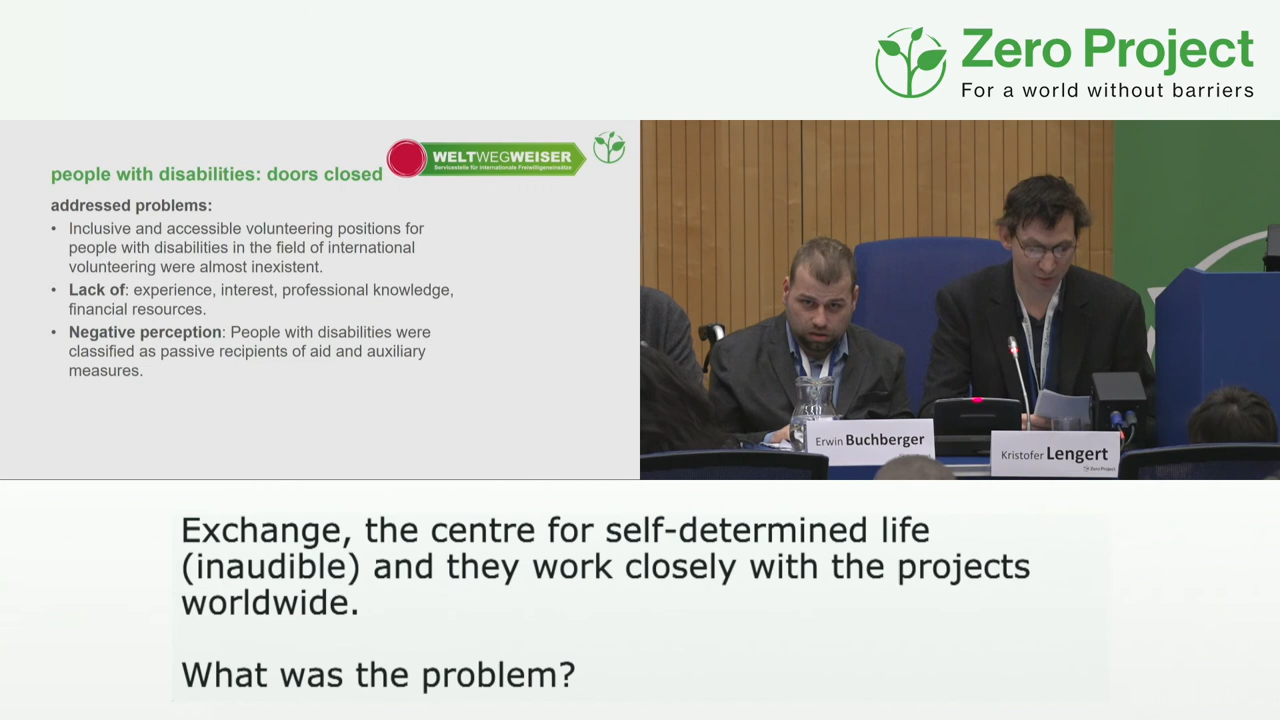 Zero Project
For a world without barriers
WELTWEGWEISER
Servicestelle für internationale Freiwilligeneinsätze
people with disabilities: doors closed
addressed problems:
• Inclusive and accessible volunteering positions for
people with disabilities in the field of international
volunteering were almost inexistent.
• Lack of: experience, interest, professional knowledge,
financial resources.
• Negative perception: People with disabilities were
classified as passive recipients of aid and auxiliary
measures.
Erwin Buchberger
Kristofer Lengert
Zero Project
Exchange, the centre for self-determined life
(inaudible) and they work closely with the projects
worldwide.
What was the problem?